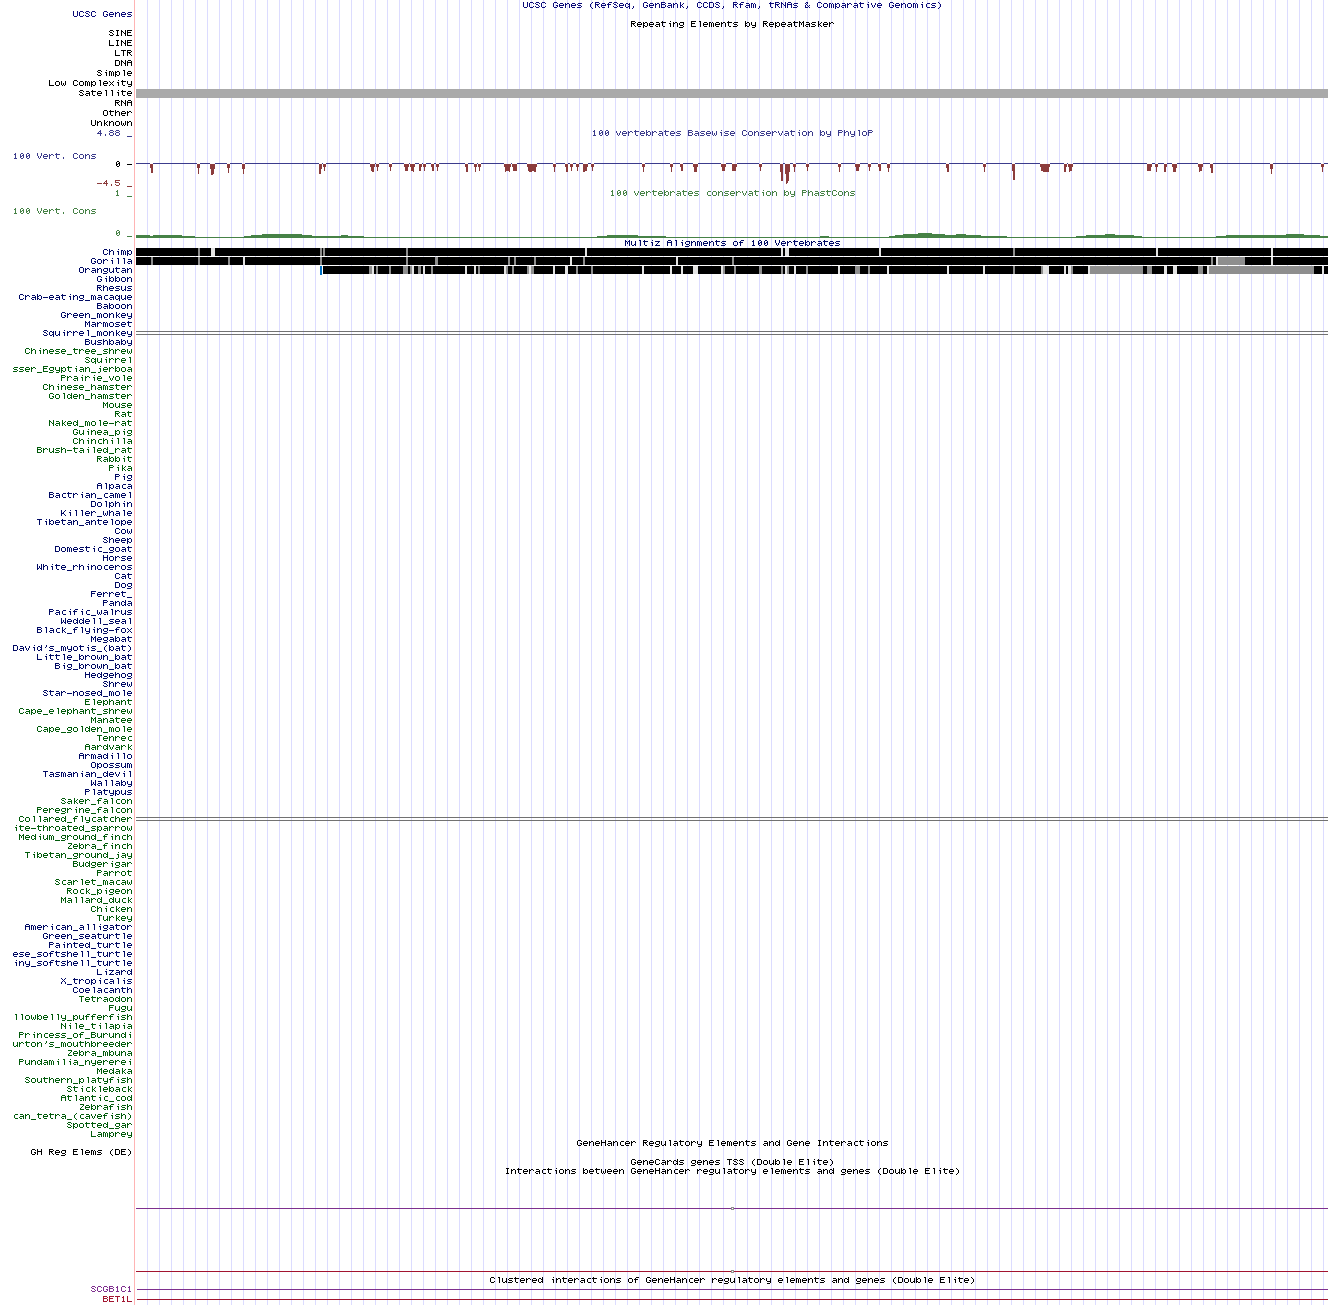 UCSC Genes (RefSeq, GenBank, CCDS, Rfam, tRNAs & Comparative Genomics)
UCSC Genes
Repeating Elements by RepeatMasker
SINE
LINE
LTR
DNA
Simple
Low Complexity
Satellite
RNA
Other
Unknown
4.88 _
100 vertebrates Basewise Conservation by PhyloP
100 Vert. Cons
0 -
-4.5 _
1 _
100 vertebrates conservation by PhastCons
100 Vert. Cons
0 _
Multiz Alignments of 100 Vertebrates
Chimp
Gorilla
Orangutan
Gibbon
Rhesus
Crab-eating_macaque
Baboon
Green_monkey
Marmoset
Squirrel_monkey
Bushbaby
Chinese_tree_shrew
Squirrel
sser_Egyptian_jerboa
Prairie_vole
Chinese_hamster
Golden_hamster
Mouse
Rat
Naked_mole-rat
Guinea_pig
Chinchilla
Brush-tailed_rat
Rabbit
Pika
Pig
Alpaca
Bactrian_camel
Dolphin
Killer_whale
Tibetan_antelope
Cow
Sheep
Domestic_goat
Horse
White_rhinoceros
Cat
Dog
Ferret_
Panda
Pacific_walrus
Weddell_seal
Black_flying-fox
Megabat
David's_myotis_(bat)
Little_brown_bat
Big_brown_bat
Hedgehog
Shrew
Star-nosed_mole
Elephant
Cape_elephant_shrew
Manatee
Cape_golden_mole
Tenrec
Aardvark
Armadillo
Opossum
Tasmanian_devil
Wallaby
Platypus
Saker_falcon
Peregrine_falcon
Collared_flycatcher
ite-throated_sparrow
Medium_ground_finch
Zebra_finch
Tibetan_ground_jay
Budgerigar
Parrot
Scarlet_macaw
Rock_pigeon
Mallard_duck
Chicken
Turkey
American_alligator
Green_seaturtle
Painted_turtle
ese_softshell_turtle
iny_softshell_turtle
Lizard
X_tropicalis
Coelacanth
Tetraodon
Fugu
llowbelly_pufferfish
Nile_tilapia
Princess_of_Burundi
urton's_mouthbreeder
Zebra_mbuna
Pundamilia_nyererei
Medaka
Southern_platyfish
Stickleback
Atlantic_cod
Zebrafish
can_tetra_(cavefish)
Spotted_gar
Lamprey
GeneHancer Regulatory Elements and Gene Interactions
GH Reg Elems (DE)
GeneCards genes TSS (Double Elite)
Interactions between GeneHancer regulatory elements and genes (Double Elite)
Clustered interactions of GeneHancer regulatory elements and genes (Double Elite)
SCGB1C1
BET1L